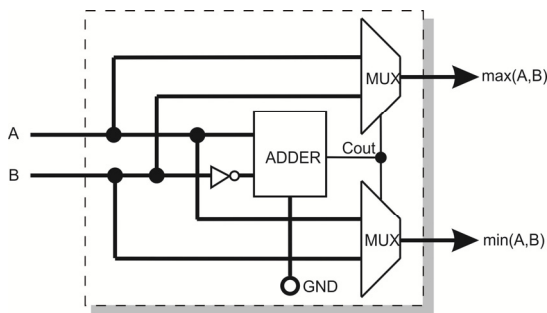 MUX
max(A,B)
A
ADDER
Cout
B
MUX
min(A,B)
GND